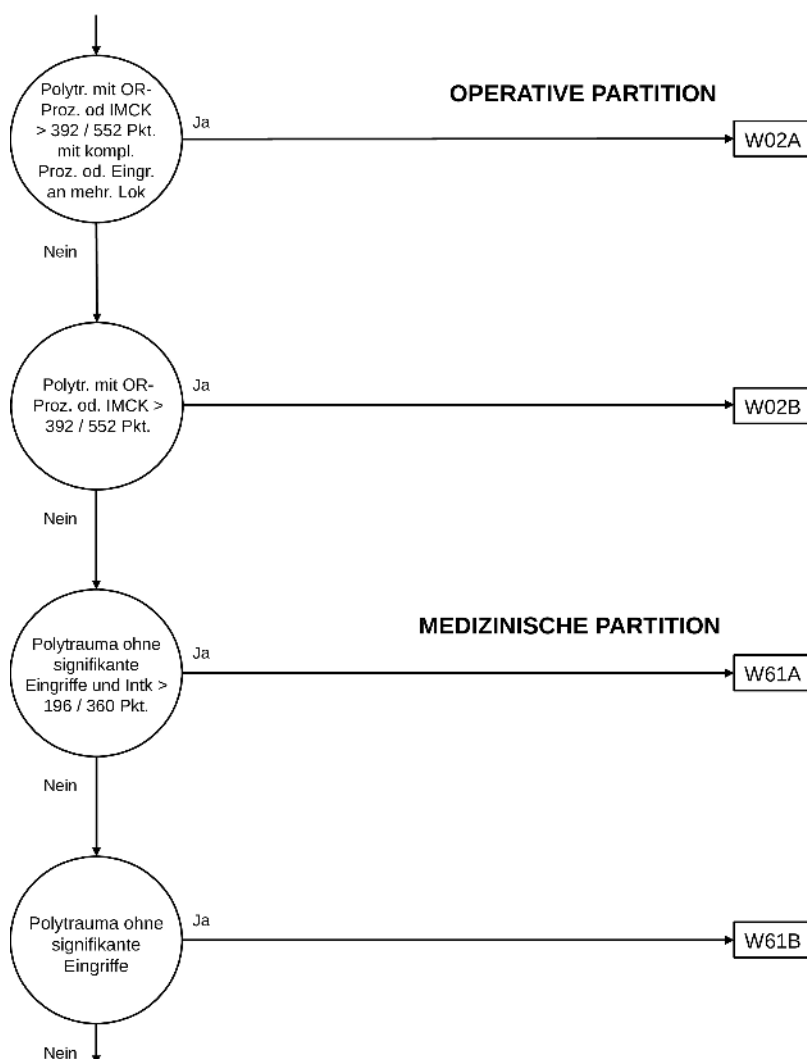 Polytr. mit OR-
Proz. od IMCK
> 392 / 552 Pkt.
mit kompl.
Proz. od. Eingr.
an mehr. Lok
Ja
OPERATIVE PARTITION
W02A
Nein
Polytr. mit OR-
Proz. od. IMCK >
392 / 552 Pkt.
Ja
W02B
Nein
Polytrauma ohne
signifikante
Eingriffe und Intk >
196 / 360 Pkt.
Ja
MEDIZINISCHE PARTITION
W61A
Nein
Polytrauma ohne
signifikante
Eingriffe
Ja
W61B
Nein